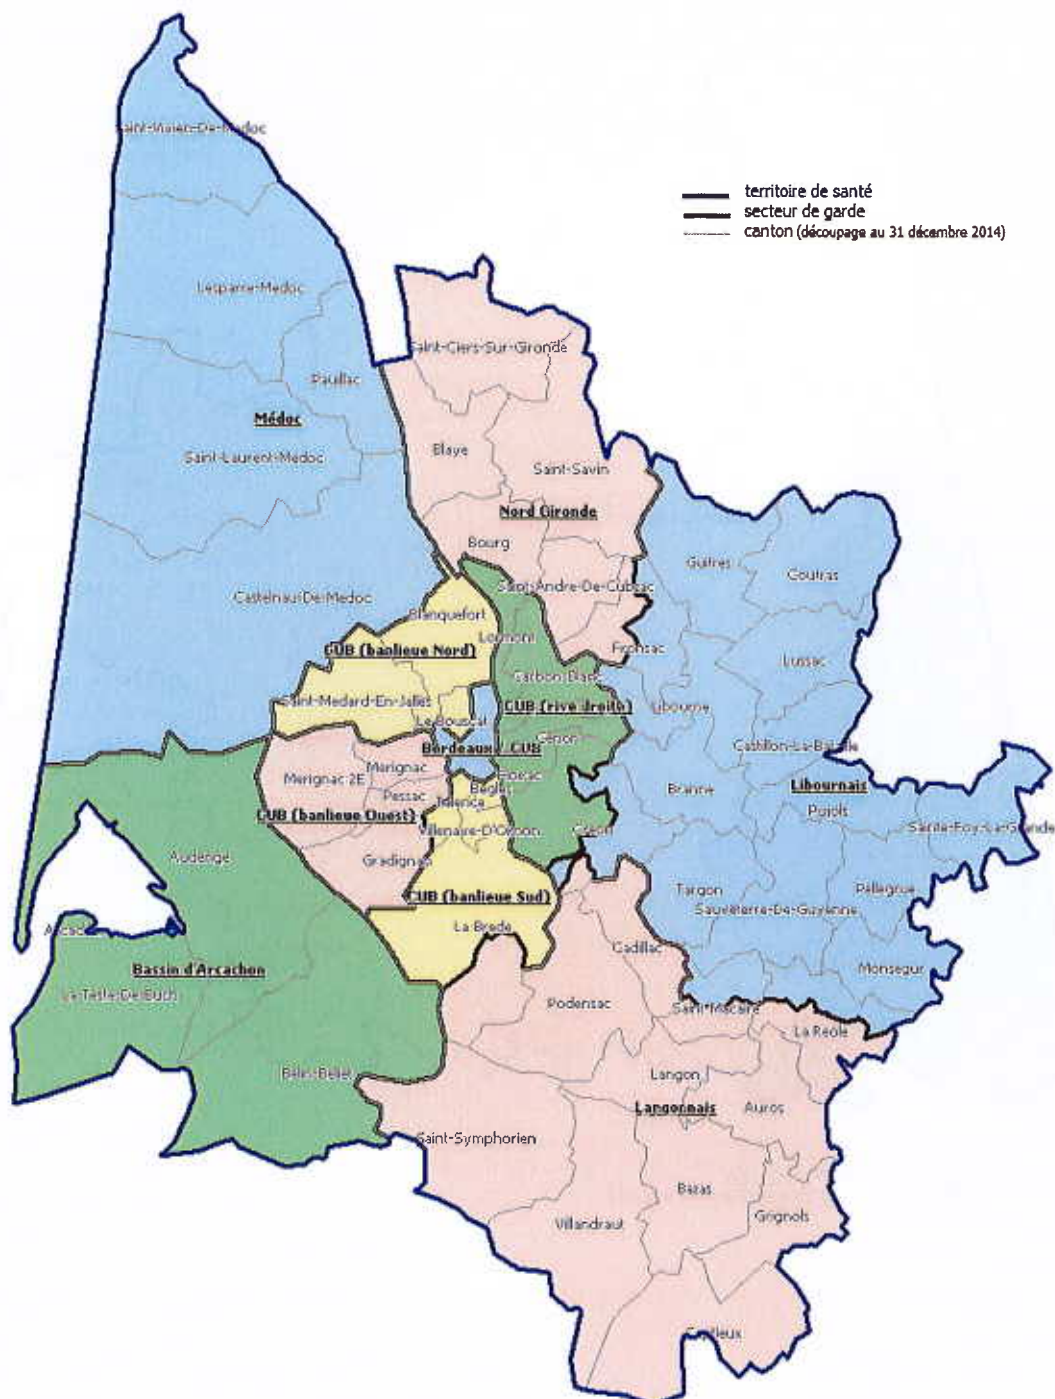 territoire de santé
secteur de garde
canton (découpage au 31 décembre 2014)
Lesparre-Medoc
Saint-Ciers-Sur-Gironde
Pauillac
Médoc
Blaye
Saint-Laurent-Medoc
Saint-Savin
Nord Gironde
Bourg
Guitres
Coutras
Saint-Andre-De-Cubzac
Castelnau-De-Medoc
Blanquefort
Lormont
CUB (banlieue Nord)
Fronsac
Lussac
Carbon-Blanc
Saint-Medard-En-Jalles
CUB (rive droite)
Libourne
Le Bouscat
Cenon
Bordeaux / CUB
Castillon-La-Bataille
Merignac
Merignac 2E
Floirac
Begles
Branne
Libournais
Pessac
Talence
Pujols
CUB (banlieue Ouest)
Villenave-D'Ornon
Creon
Sainte-Foy-La-Grande
Audenge
Gradignan
Targon
Pellegrue
CUB (banlieue Sud)
Sauveterre-De-Guyenne
La Brede
Cadillac
Bassin d'Arcachon
Monsegur
La Teste-De-Buch
Podensac
Saint-Macaire
La Reole
Belin-Beliet
Langon
Langonnais
Auros
Saint-Symphorien
Bazas
Villandraut
Grignols
Captieux